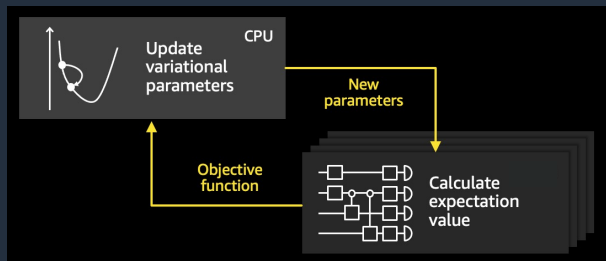 CPU
Update
variational
parameters
New
parameters
Objective
function
Calculate
expectation
value